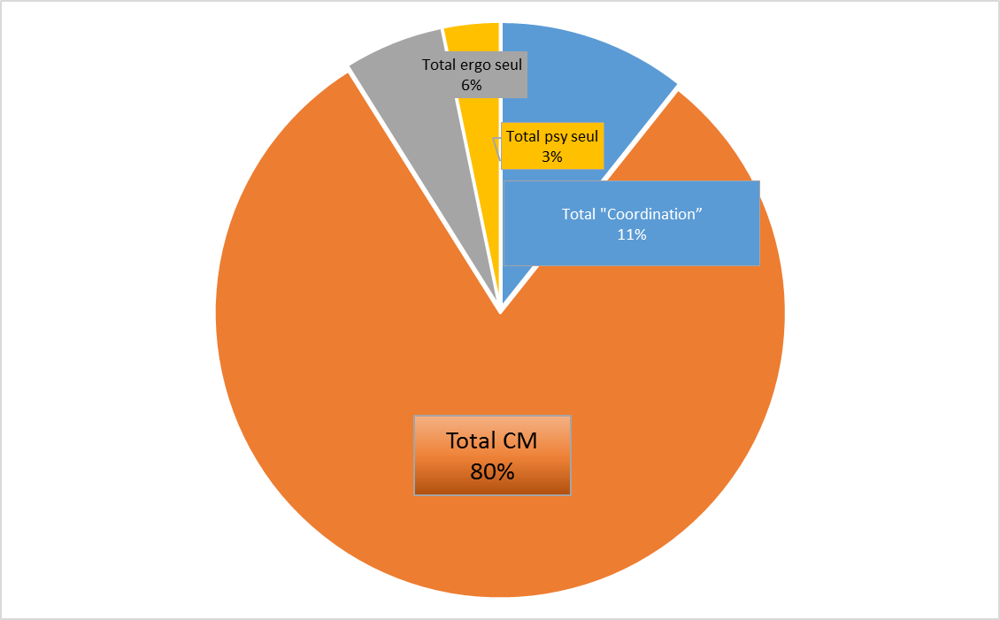 Total ergo seul
6%
Total psy seul
3%
Total "Coordination”
11%
Total CM
80%